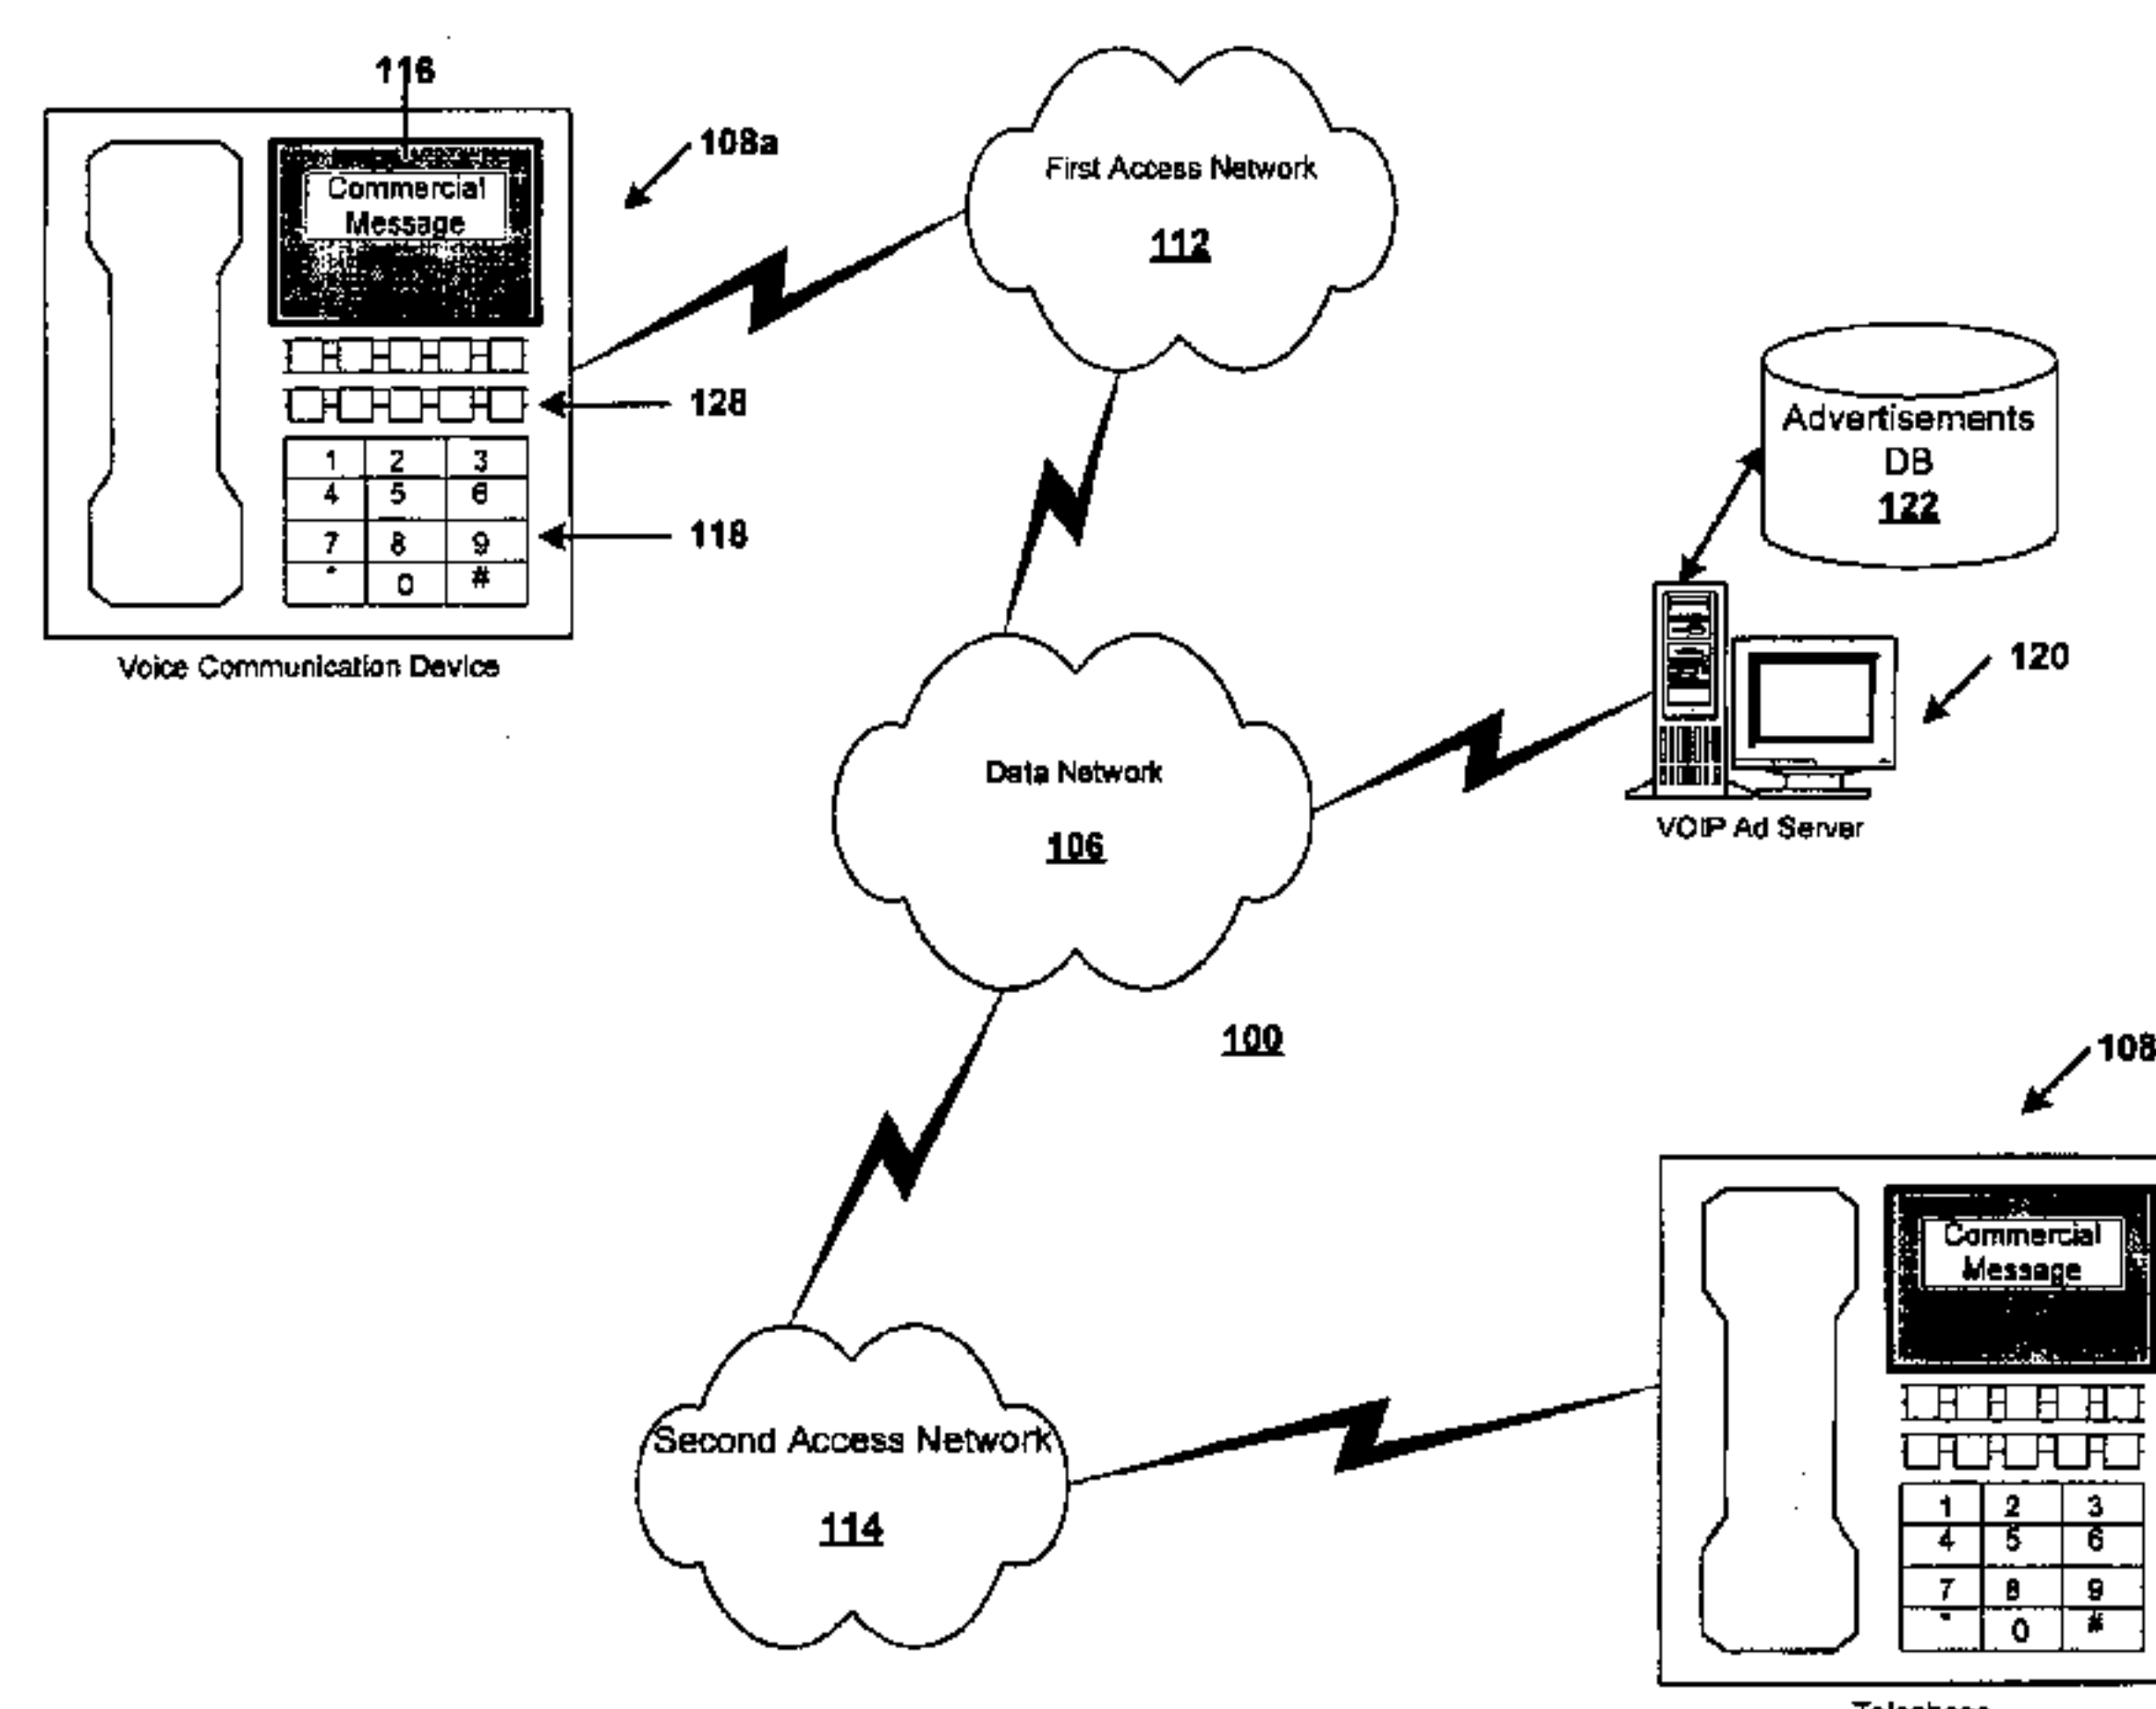 116
108a
Commercial
Message
128
1 2 3
4 5 6
7 8 9
* 0 #
118
Voice Communication Device
First Access Network
112
Advertisements
DB
122
120
VOIP Ad Server
Data Network
106
100
108
Commercial
Message
1 2 3
4 5 6
7 8 9
* 0 #
Second Access Network
114